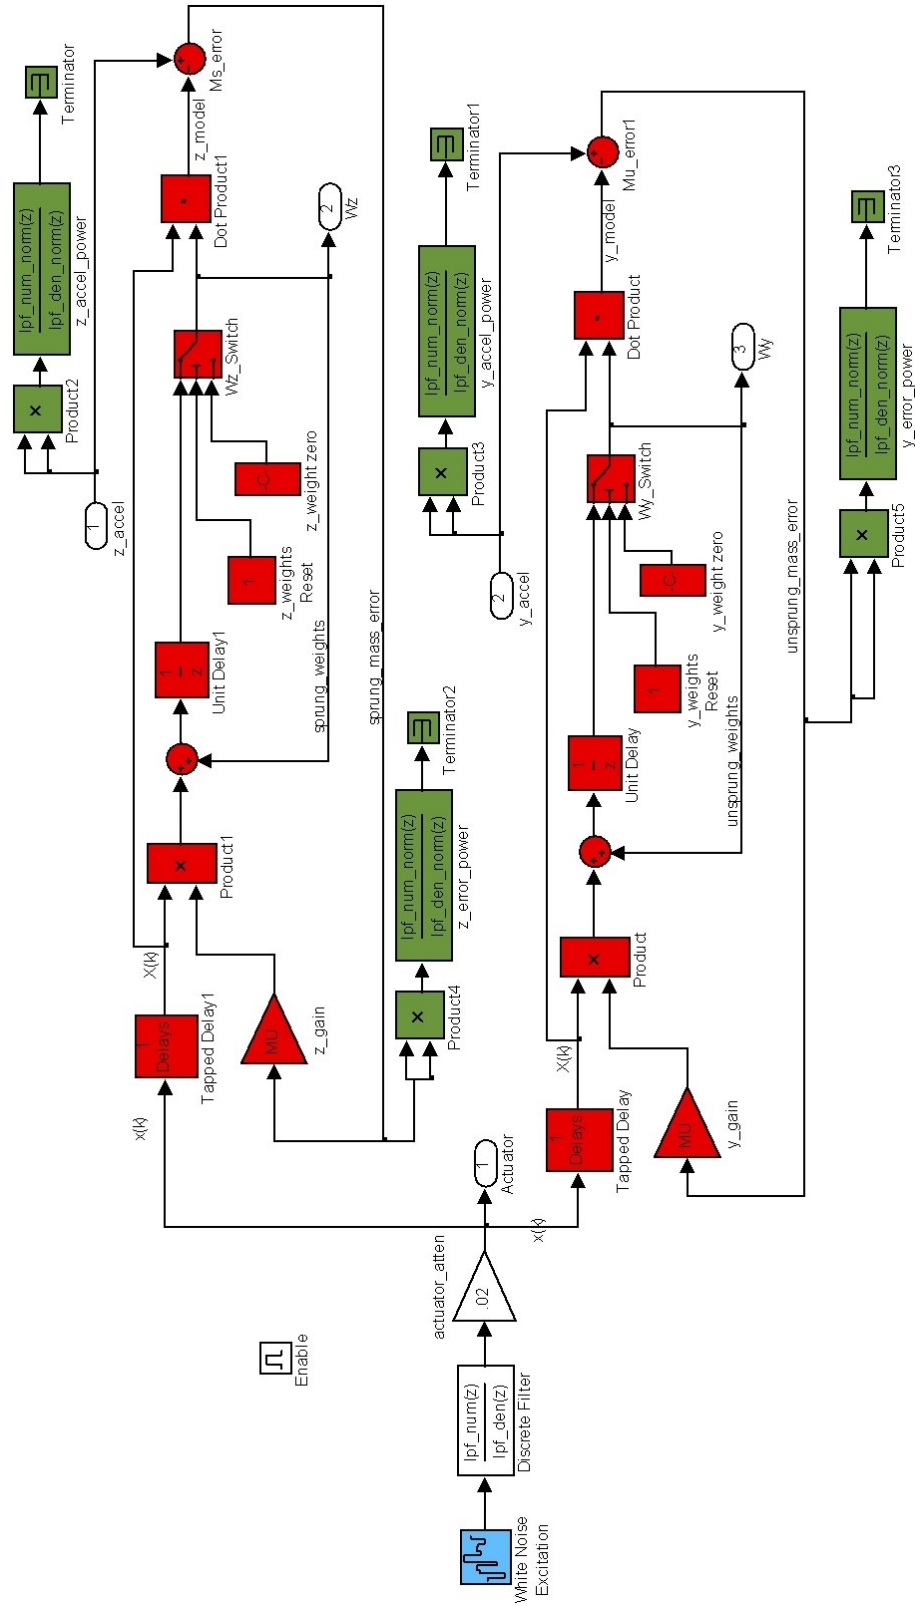 White Noise
Excitation
lpf_num(z)
lpf_den(z)
Discrete Filter
.02
actuator_atten
1
Actuator
Enable
x(k)
1
Delays
Tapped Delay1
X(k)
MU
z_gain
×
Product1
+
+
1
z
Unit Delay1
sprung_weights
1
z_weights
Reset
-C-
z_weight zero
Wz_Switch
2
Wz
Dot Product1
z_model
+
-
Ms_error
sprung_mass_error
1
z_accel
×
Product2
lpf_num_norm(z)
lpf_den_norm(z)
z_accel_power
Terminator
×
Product4
lpf_num_norm(z)
lpf_den_norm(z)
z_error_power
Terminator2
x(k)
1
Delays
Tapped Delay
X(k)
MU
y_gain
×
Product
+
+
1
z
Unit Delay
unsprung_weights
1
y_weights
Reset
-C-
y_weight zero
Wy_Switch
3
Wy
Dot Product
y_model
+
-
Mu_error1
unsprung_mass_error
2
y_accel
×
Product3
lpf_num_norm(z)
lpf_den_norm(z)
y_accel_power
Terminator1
×
Product5
lpf_num_norm(z)
lpf_den_norm(z)
y_error_power
Terminator3